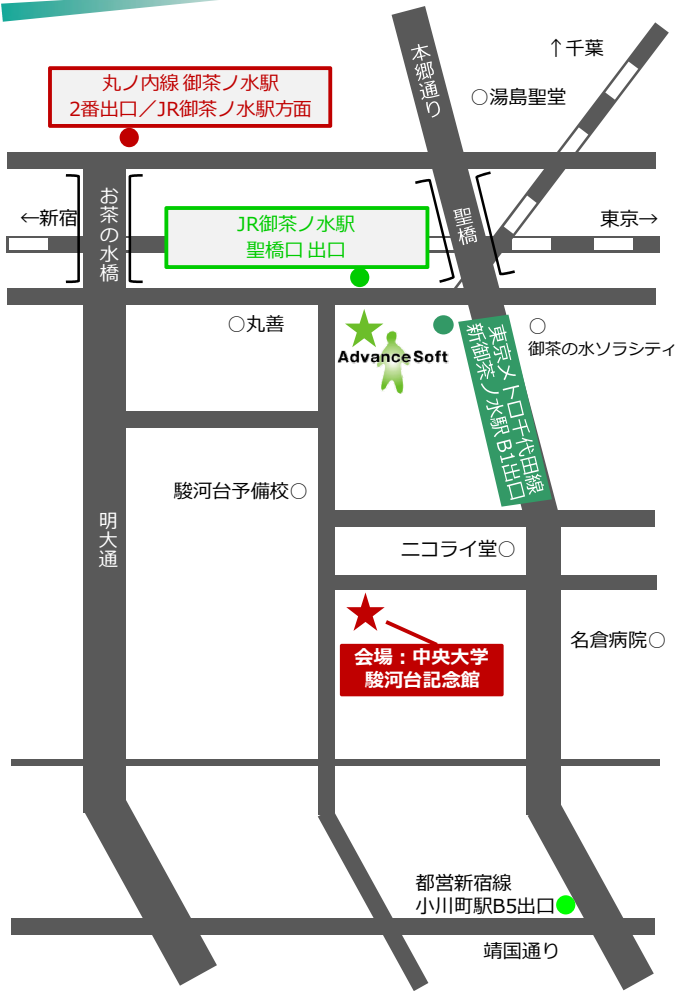 本郷通り
↑千葉
丸ノ内線 御茶ノ水駅
2番出口／JR御茶ノ水駅方面
○湯島聖堂
お茶の水橋
←新宿
JR御茶ノ水駅
聖橋口 出口
聖橋
東京→
○丸善
AdvanceSoft
東京メトロ千代田線
新御茶ノ水駅 B1出口
○
御茶の水ソラシティ
駿河台予備校○
明大通
ニコライ堂○
会場：中央大学
駿河台記念館
名倉病院○
都営新宿線
小川町駅B5出口
靖国通り